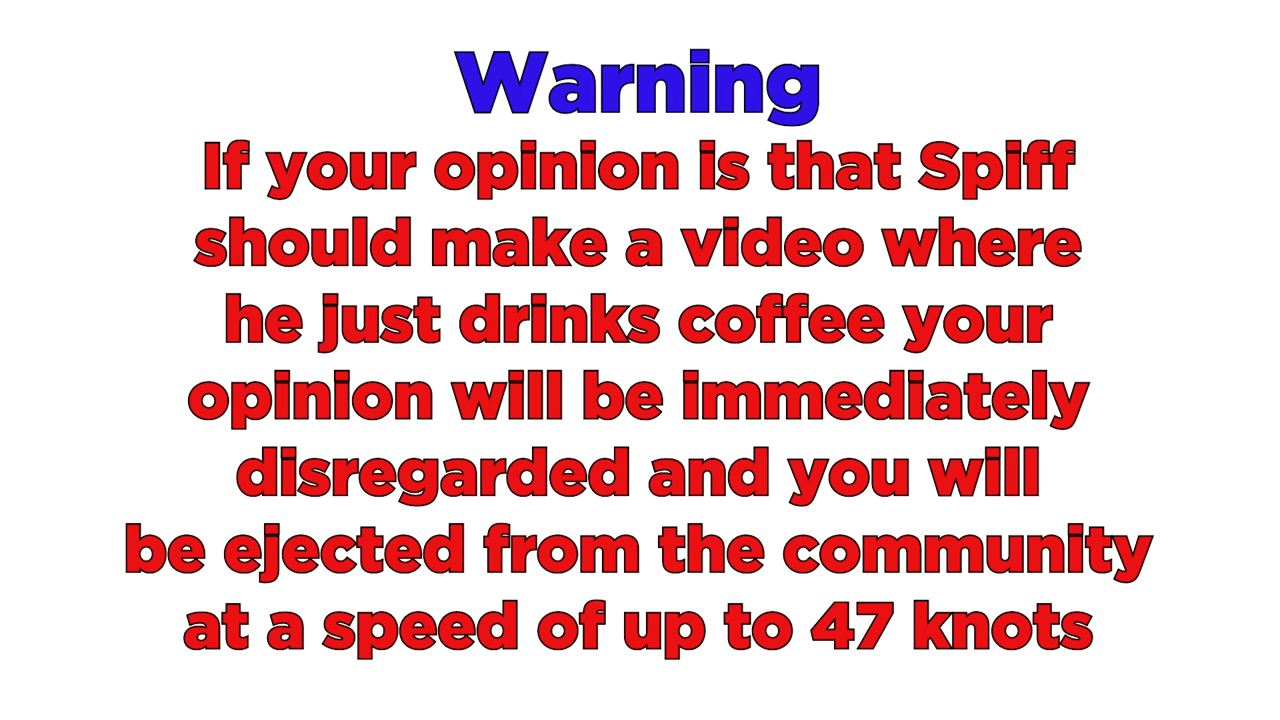 Warning
If your opinion is that Spiff
should make a video where
he just drinks coffee your
opinion will be immediately
disregarded and you will
be ejected from the community
at a speed of up to 47 knots